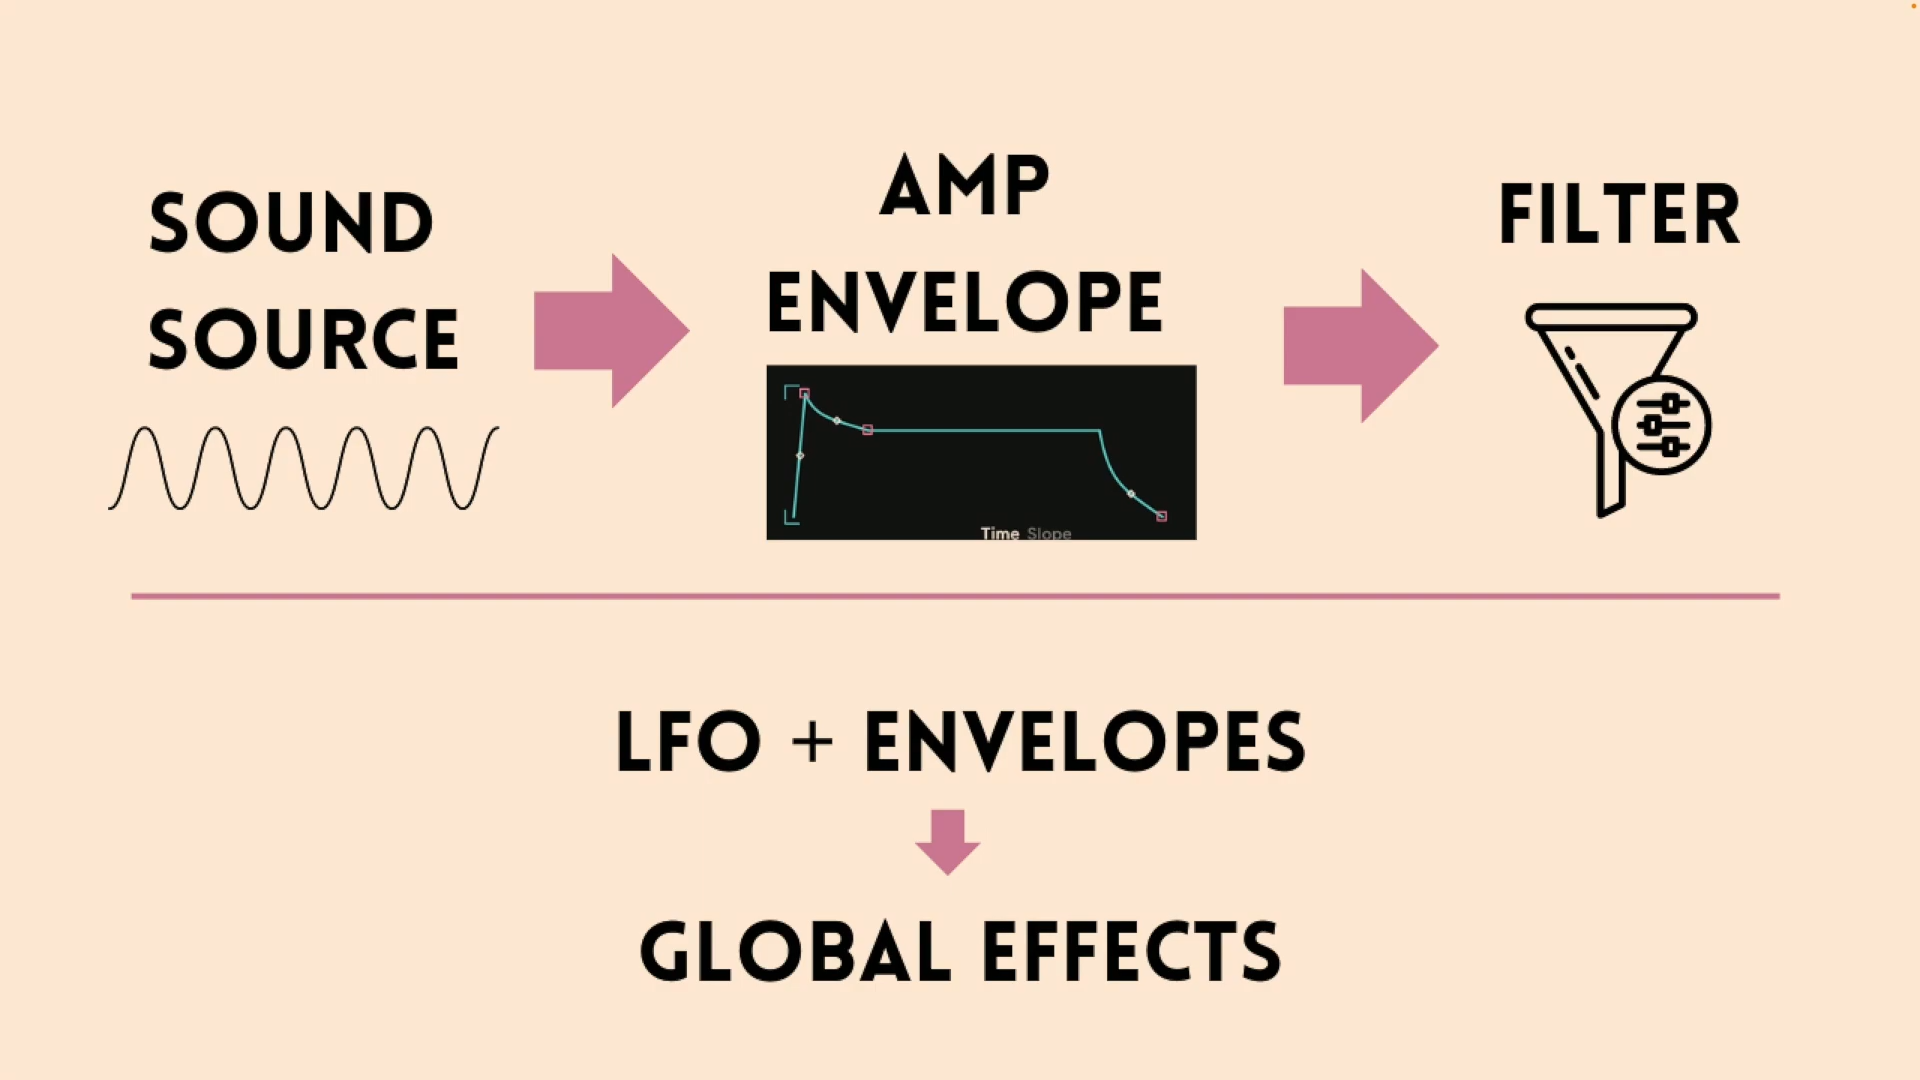 SOUND
SOURCE
AMP
ENVELOPE
Time Slope
FILTER
LFO + ENVELOPES
GLOBAL EFFECTS